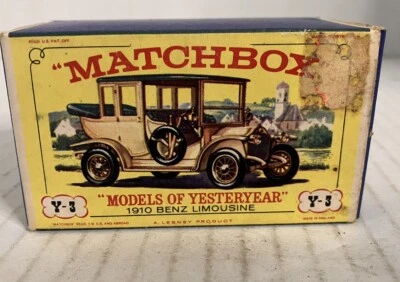 "MATCHBOX
"MODELS OF YESTERYEAR"
Y-3
1910 BENZ LIMOUSINE
Y-3
A LESNEY PRODUCT
MADE IN ENGLAND